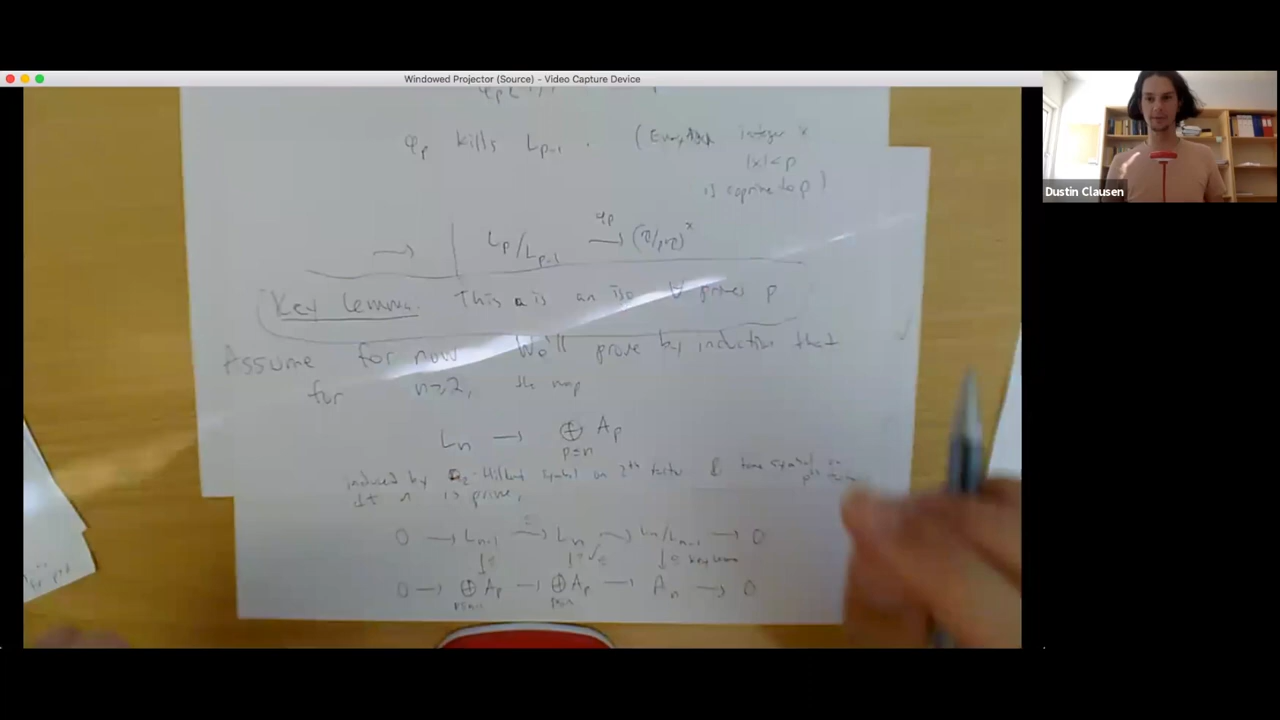 Windowed Projector (Source) - Video Capture Device
Dustin Clausen
φ_p kills L_{p-1}. (Every integer x
|x|<p
is coprime to p)
→ L_p/L_{p-1} →^{φ_p} (Z/pZ)^x
Key Lemma. This is an iso ∀ primes p
Assume for now We'll prove by induction that
for n≥2, the map
L_n → ⊕_{p≤n} A_p
induced by Hilbert symbol on 2^{th} factor & tame symbol on p^{th} factor
If n is prime,
0 → L_{n-1} → L_n → L_n/L_{n-1} → 0
key lemma
0 → ⊕ A_p → ⊕ A_p → A_n → 0